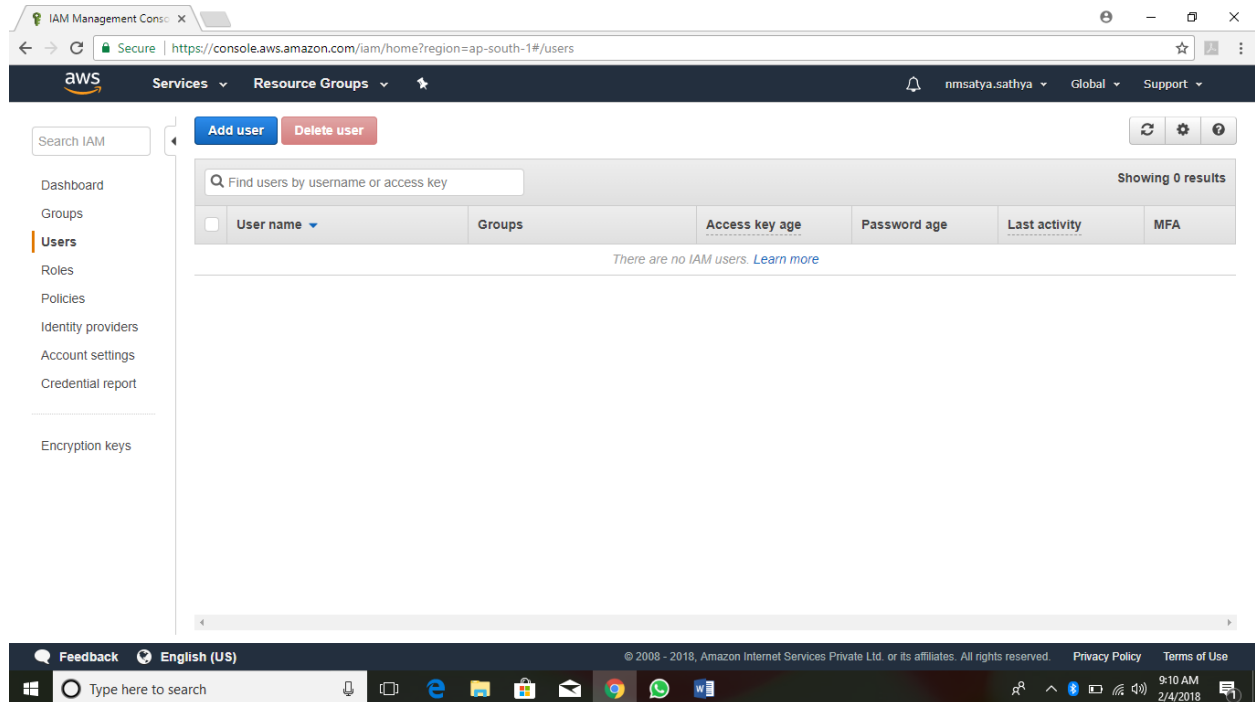 IAM Management Conso
Secure | https://console.aws.amazon.com/iam/home?region=ap-south-1#/users
aws Services Resource Groups nmsatya.sathya Global Support
Search IAM
Dashboard
Groups
Users
Roles
Policies
Identity providers
Account settings
Credential report
Encryption keys
Add user Delete user
Find users by username or access key Showing 0 results
User name Groups Access key age Password age Last activity MFA
There are no IAM users. Learn more
Feedback English (US) © 2008 - 2018, Amazon Internet Services Private Ltd. or its affiliates. All rights reserved. Privacy Policy Terms of Use
Type here to search
9:10 AM
2/4/2018